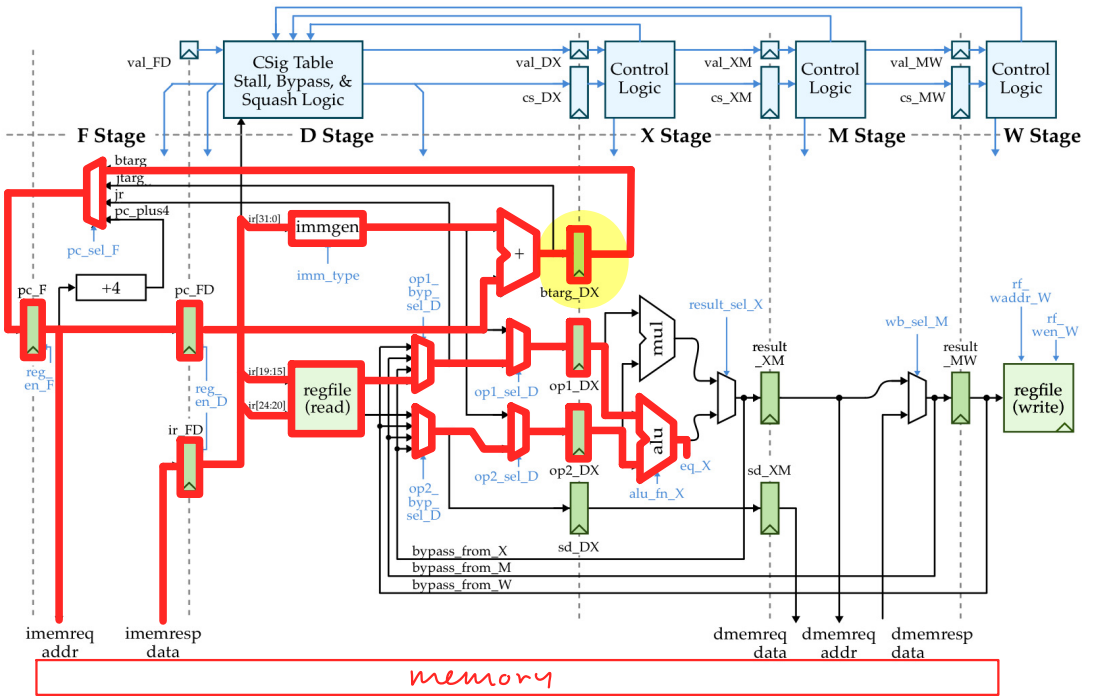 val_FD
CSig Table
Stall, Bypass, &
Squash Logic
val_DX
cs_DX
Control
Logic
val_XM
cs_XM
Control
Logic
val_MW
cs_MW
Control
Logic
F Stage
D Stage
X Stage
M Stage
W Stage
btarg
jtarg
jr
pc_plus4
pc_sel_F
ir[31:0]
immgen
imm_type
+
btarg_DX
+4
pc_F
pc_FD
reg_
en_F
reg_
en_D
op1_
byp_
sel_D
ir[19:15]
ir[24:20]
regfile
(read)
op1_sel_D
op1_DX
mul
result_sel_X
result
_XM
wb_sel_M
result
_MW
rf_
waddr_W
rf_
wen_W
regfile
(write)
ir_FD
op2_
byp_
sel_D
op2_sel_D
op2_DX
alu
eq_X
alu_fn_X
sd_XM
sd_DX
bypass_from_X
bypass_from_M
bypass_from_W
imemreq
addr
imemresp
data
dmemreq
data
dmemreq
addr
dmemresp
data
memory